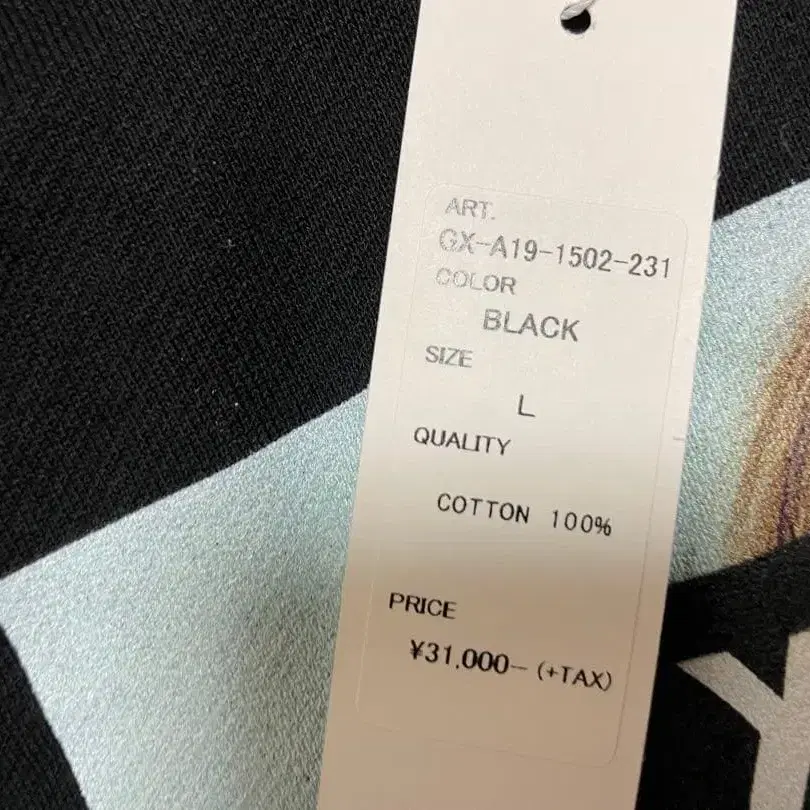 ART.
GX-A19-1502-231
COLOR
BLACK
SIZE
L
QUALITY
COTTON 100%
PRICE
¥31,000- (+TAX)
Y